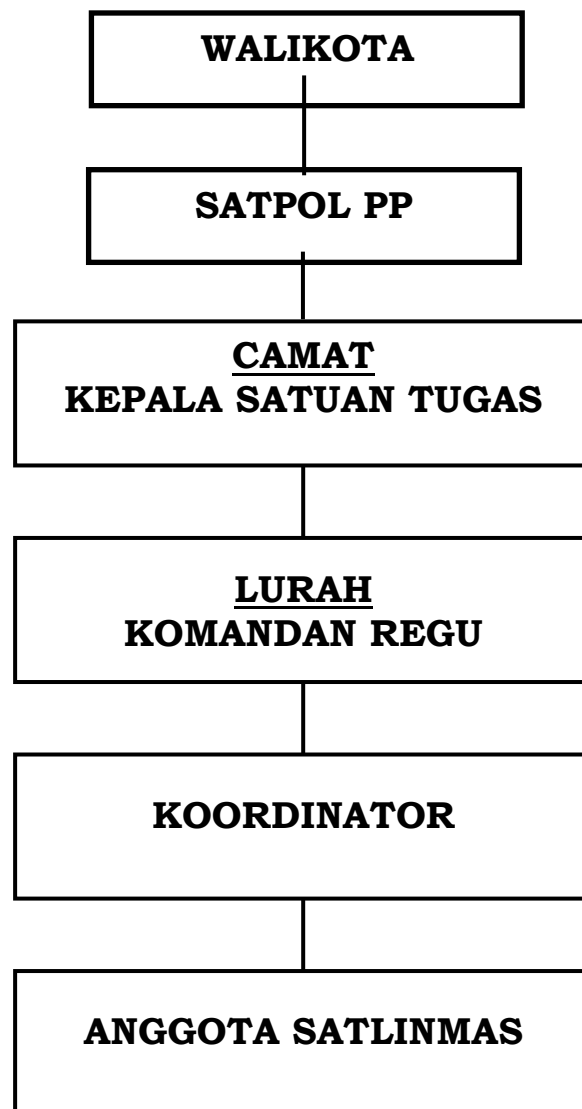 WALIKOTA
SATPOL PP
CAMAT
KEPALA SATUAN TUGAS
LURAH
KOMANDAN REGU
KOORDINATOR
ANGGOTA SATLINMAS